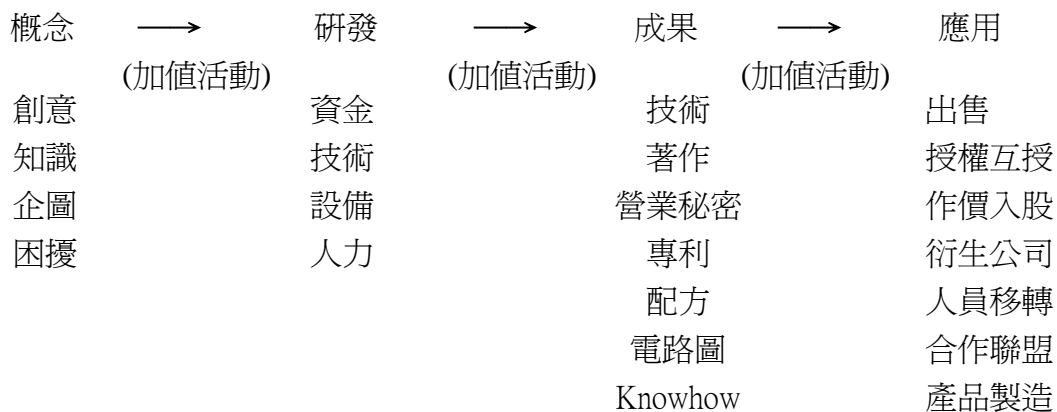 概念 ⟶ 研發 ⟶ 成果 ⟶ 應用
(加值活動) (加值活動) (加值活動)
創意 資金 技術 出售
知識 技術 著作 授權互授
企圖 設備 營業秘密 作價入股
困擾 人力 專利 衍生公司
配方 人員移轉
電路圖 合作聯盟
Knowhow 產品製造